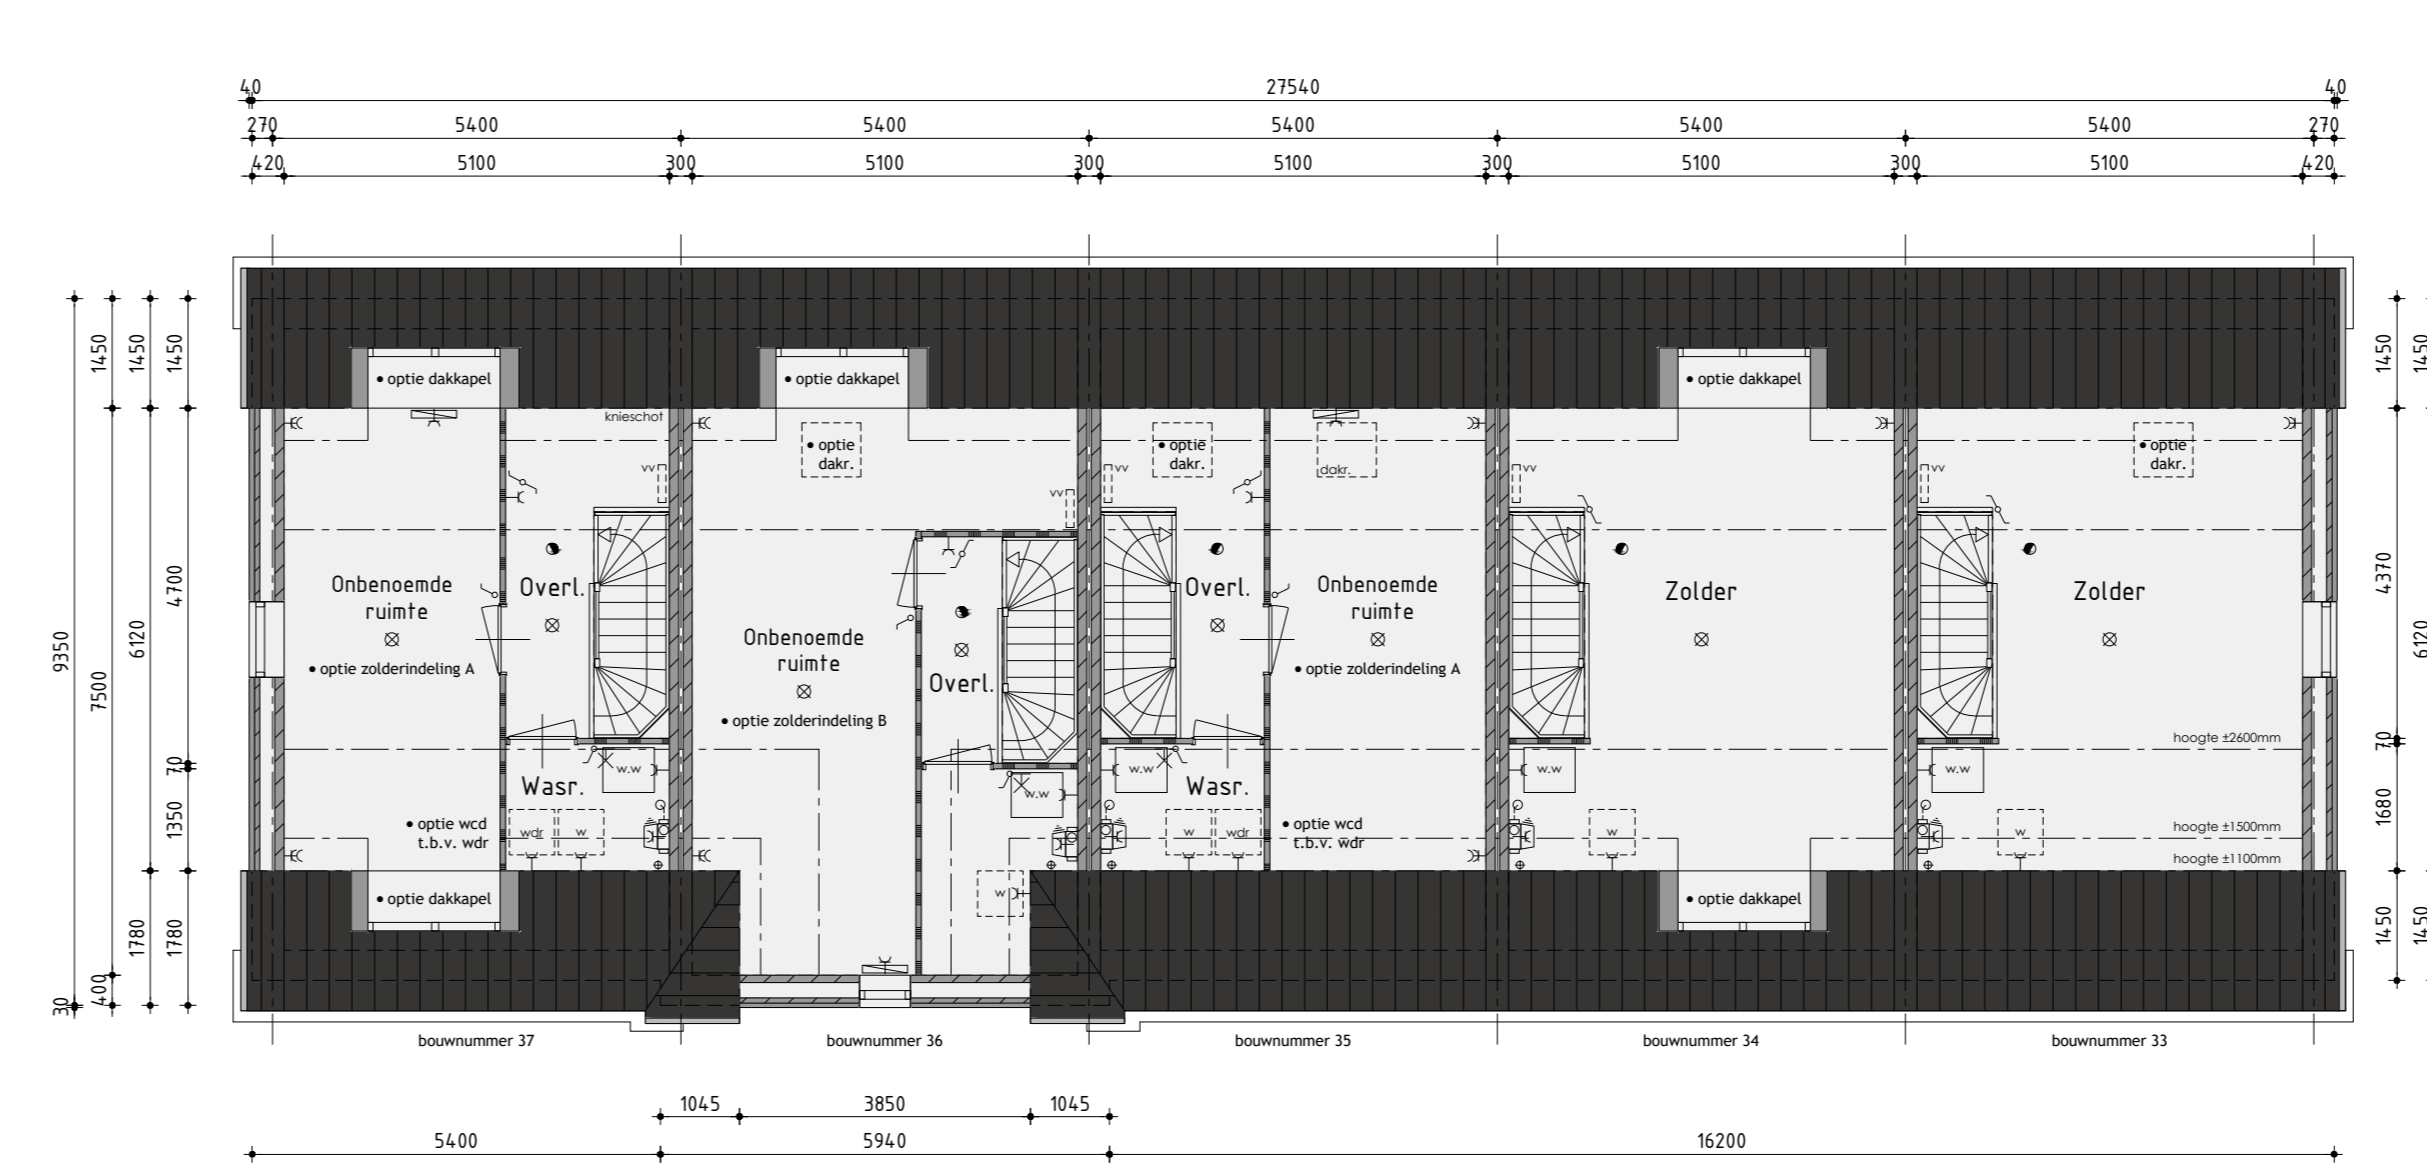 40 27540 40
270 5400 5400 5400 5400 5400 270
420 5100 300 5100 300 5100 300 5100 300 5100 420
1450 1450 1450 1450 1450
• optie dakkapel • optie dakkapel • optie dakkapel
knieschot
• optie • optie • optie
dakr. dakr. dakr. dakr.
vv vv vv vv vv
9350 7500 6120 4700 4370 6120
Onbenoemde Overl. Overl. Onbenoemde Zolder Zolder
ruimte ruimte
Onbenoemde
ruimte
• optie zolderindeling A • optie zolderindeling A
Overl.
• optie zolderindeling B
70 hoogte ±2600mm 70
w.w w.w w.w w.w w.w
Wasr. Wasr.
1350 1680
• optie wcd • optie wcd hoogte ±1500mm
t.b.v. wdr wdr w w wdr t.b.v. wdr w w
hoogte ±1100mm
w
• optie dakkapel • optie dakkapel
1780 1780 1450 1450
400
30
bouwnummer 37 bouwnummer 36 bouwnummer 35 bouwnummer 34 bouwnummer 33
1045 3850 1045
5400 5940 16200